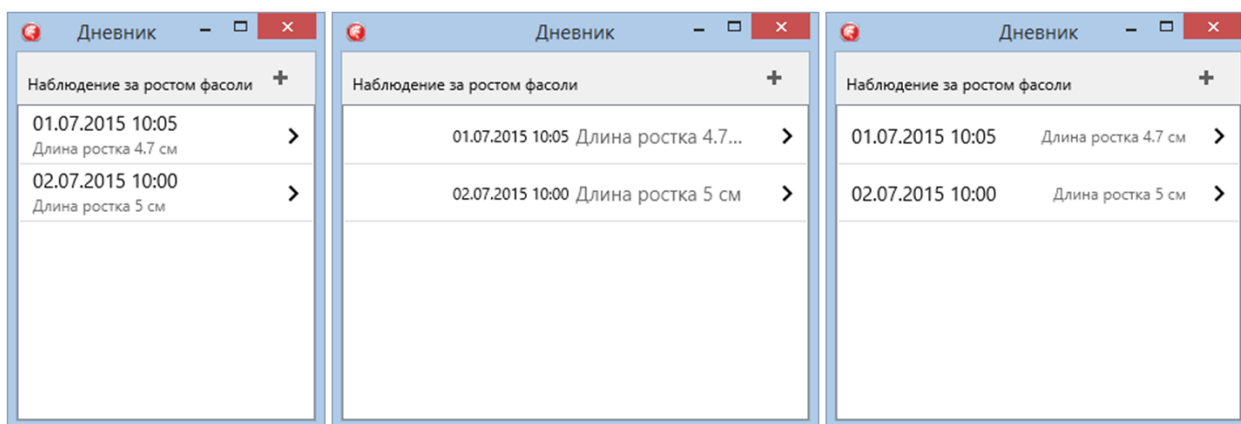 Дневник
Наблюдение за ростом фасоли
01.07.2015 10:05
Длина ростка 4.7 см
02.07.2015 10:00
Длина ростка 5 см
Дневник
Наблюдение за ростом фасоли
01.07.2015 10:05 Длина ростка 4.7...
02.07.2015 10:00 Длина ростка 5 см
Дневник
Наблюдение за ростом фасоли
01.07.2015 10:05 Длина ростка 4.7 см
02.07.2015 10:00 Длина ростка 5 см